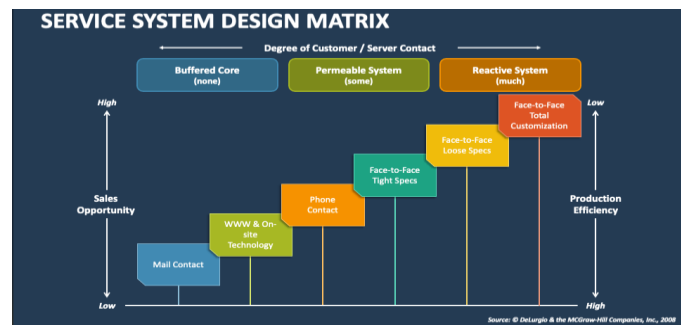 SERVICE SYSTEM DESIGN MATRIX
Degree of Customer / Server Contact
Buffered Core
(none)
Permeable System
(some)
Reactive System
(much)
High
Low
Face-to-Face
Total
Customization
Face-to-Face
Loose Specs
Face-to-Face
Tight Specs
Sales
Opportunity
Production
Efficiency
Phone
Contact
WWW & On-
site
Technology
Mail Contact
Low
High
Source: © DeLurgio & the McGraw-Hill Companies, Inc., 2008